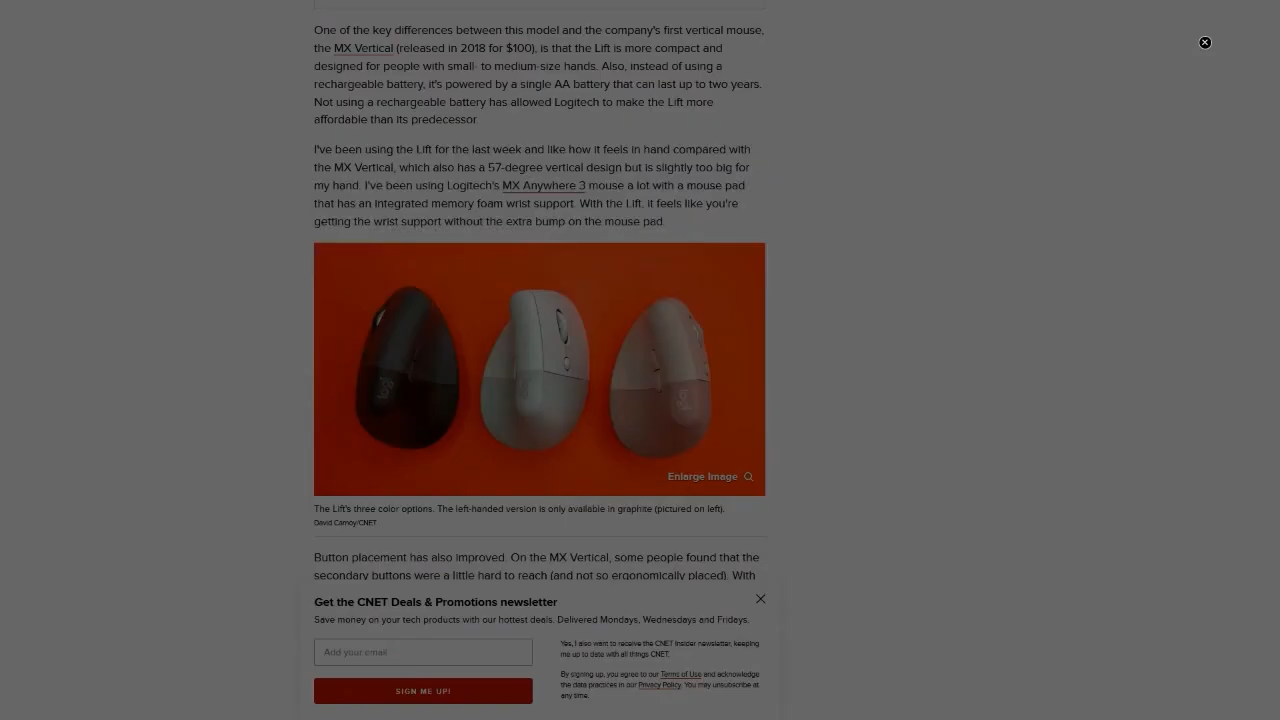 One of the key differences between this model and the company's first vertical mouse,
the MX Vertical (released in 2018 for $100), is that the Lift is more compact and
designed for people with small- to medium-size hands. Also, instead of using a
rechargeable battery, it's powered by a single AA battery that can last up to two years.
Not using a rechargeable battery has allowed Logitech to make the Lift more
affordable than its predecessor.
I've been using the Lift for the last week and like how it feels in hand compared with
the MX Vertical, which also has a 57-degree vertical design but is slightly too big for
my hand. I've been using Logitech's MX Anywhere 3 mouse a lot with a mouse pad
that has an integrated memory foam wrist support. With the Lift, it feels like you're
getting the wrist support without the extra bump on the mouse pad.
Enlarge Image
The Lift's three color options. The left-handed version is only available in graphite (pictured on left).
David Carnoy/CNET
Button placement has also improved. On the MX Vertical, some people found that the
secondary buttons were a little hard to reach (and not so ergonomically placed). With
Get the CNET Deals & Promotions newsletter
Save money on your tech products with our hottest deals. Delivered Mondays, Wednesdays and Fridays.
Add your email
SIGN ME UP!
Yes, I also want to receive the CNET Insider newsletter, keeping
me up to date with all things CNET.
By signing up, you agree to our Terms of Use and acknowledge
the data practices in our Privacy Policy. You may unsubscribe at
any time.